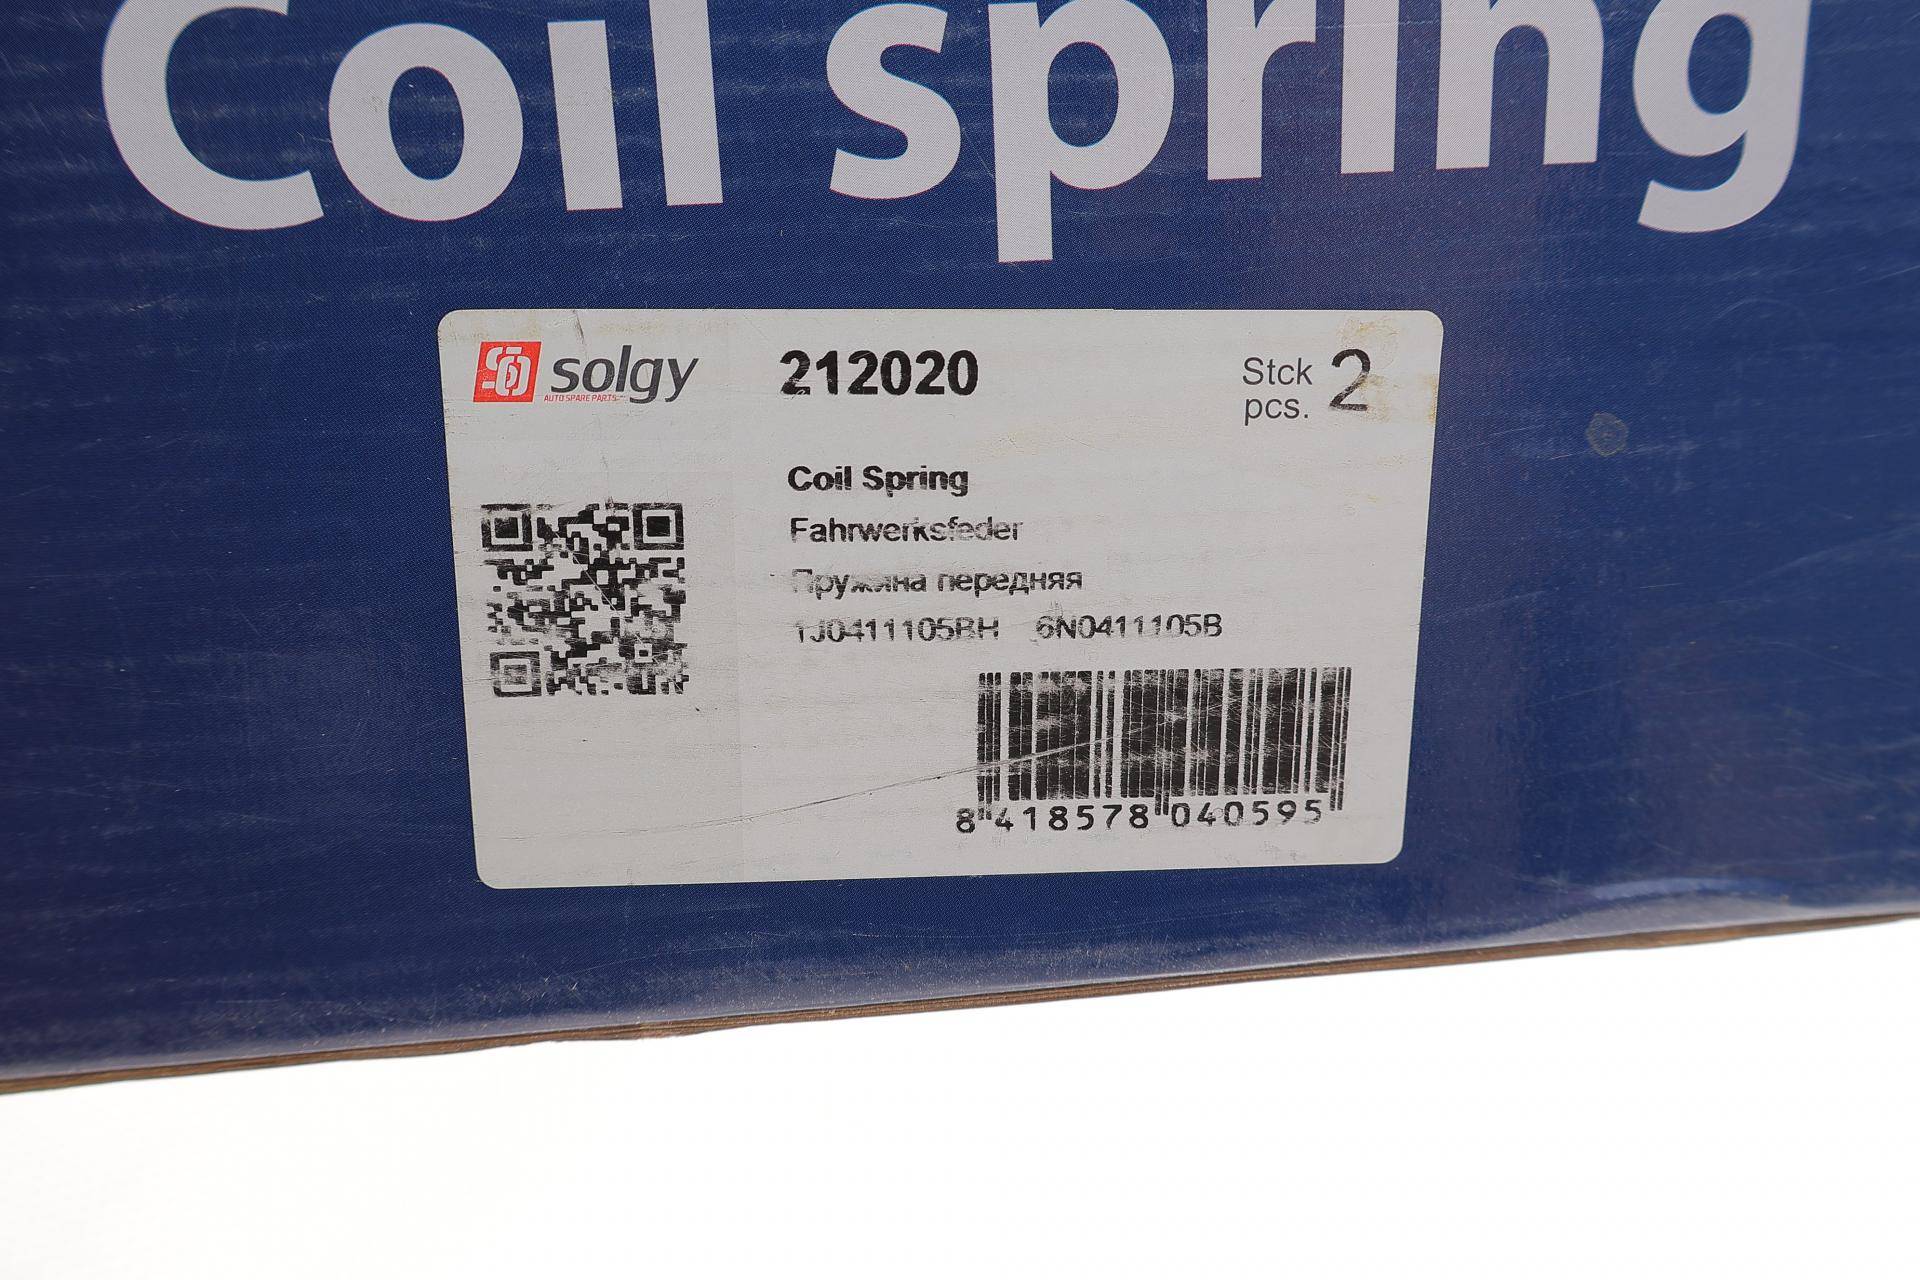 Coil spring
solgy
AUTO SPARE PARTS
212020
Stck
pcs. 2
Coil Spring
Fahrwerksfeder
Пружина передняя
1J0411105BH 6N0411105B
8 418578 040595